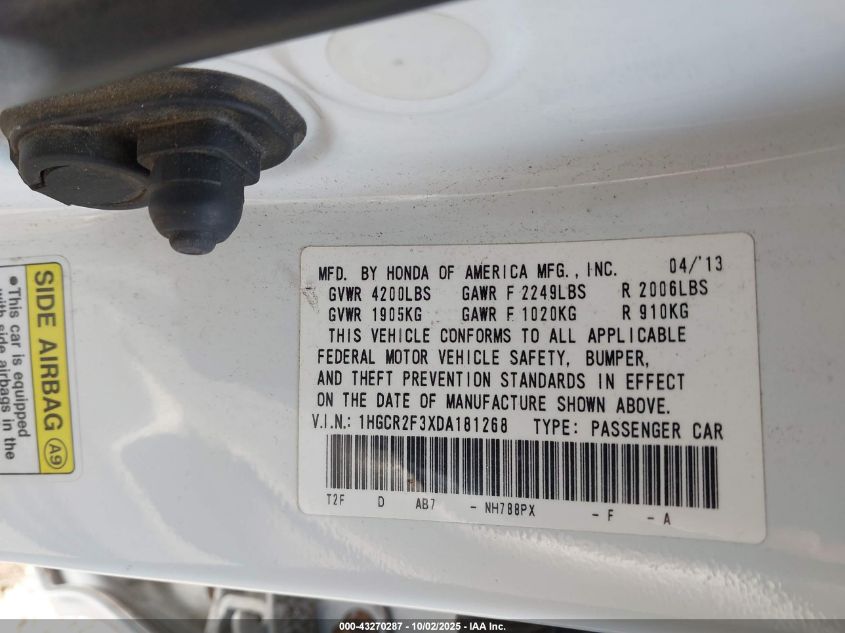 MFD. BY HONDA OF AMERICA MFG., INC. 04/'13
GVWR 4200LBS GAWR F 2249LBS R 2006LBS
GVWR 1905KG GAWR F 1020KG R 910KG
THIS VEHICLE CONFORMS TO ALL APPLICABLE
FEDERAL MOTOR VEHICLE SAFETY, BUMPER,
AND THEFT PREVENTION STANDARDS IN EFFECT
ON THE DATE OF MANUFACTURE SHOWN ABOVE.
V.I.N.: 1HGCR2F3XDA181268 TYPE: PASSENGER CAR
T2F D AB7 - NH788PX - F - A
SIDE AIRBAG A9
•This car is equipped
with side airbags in the
000-43270287 - 10/02/2025 - IAA Inc.